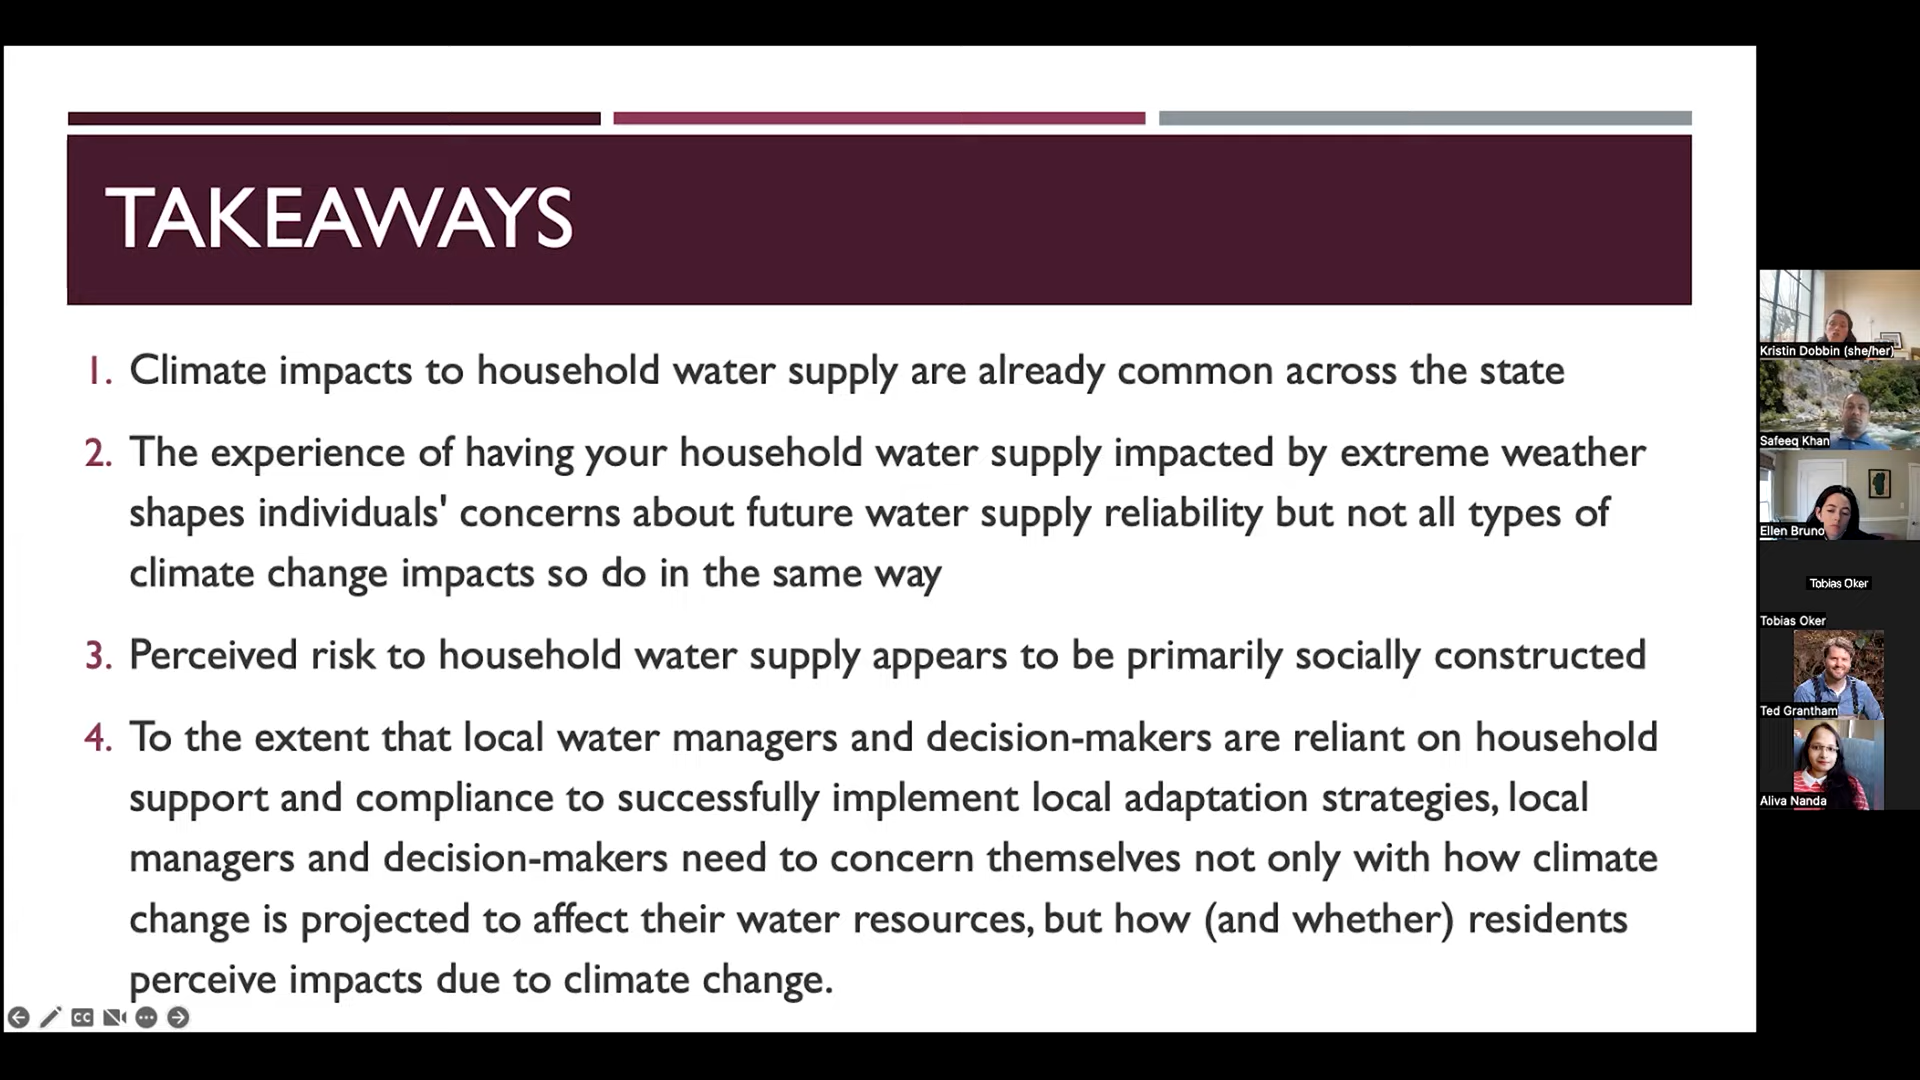 TAKEAWAYS
1. Climate impacts to household water supply are already common across the state
2. The experience of having your household water supply impacted by extreme weather
shapes individuals' concerns about future water supply reliability but not all types of
climate change impacts so do in the same way
3. Perceived risk to household water supply appears to be primarily socially constructed
4. To the extent that local water managers and decision-makers are reliant on household
support and compliance to successfully implement local adaptation strategies, local
managers and decision-makers need to concern themselves not only with how climate
change is projected to affect their water resources, but how (and whether) residents
perceive impacts due to climate change.
CC
Kristin Dobbin (she/her)
Safeeq Khan
Ellen Bruno
Tobias Oker
Tobias Oker
Ted Grantham
Aliva Nanda